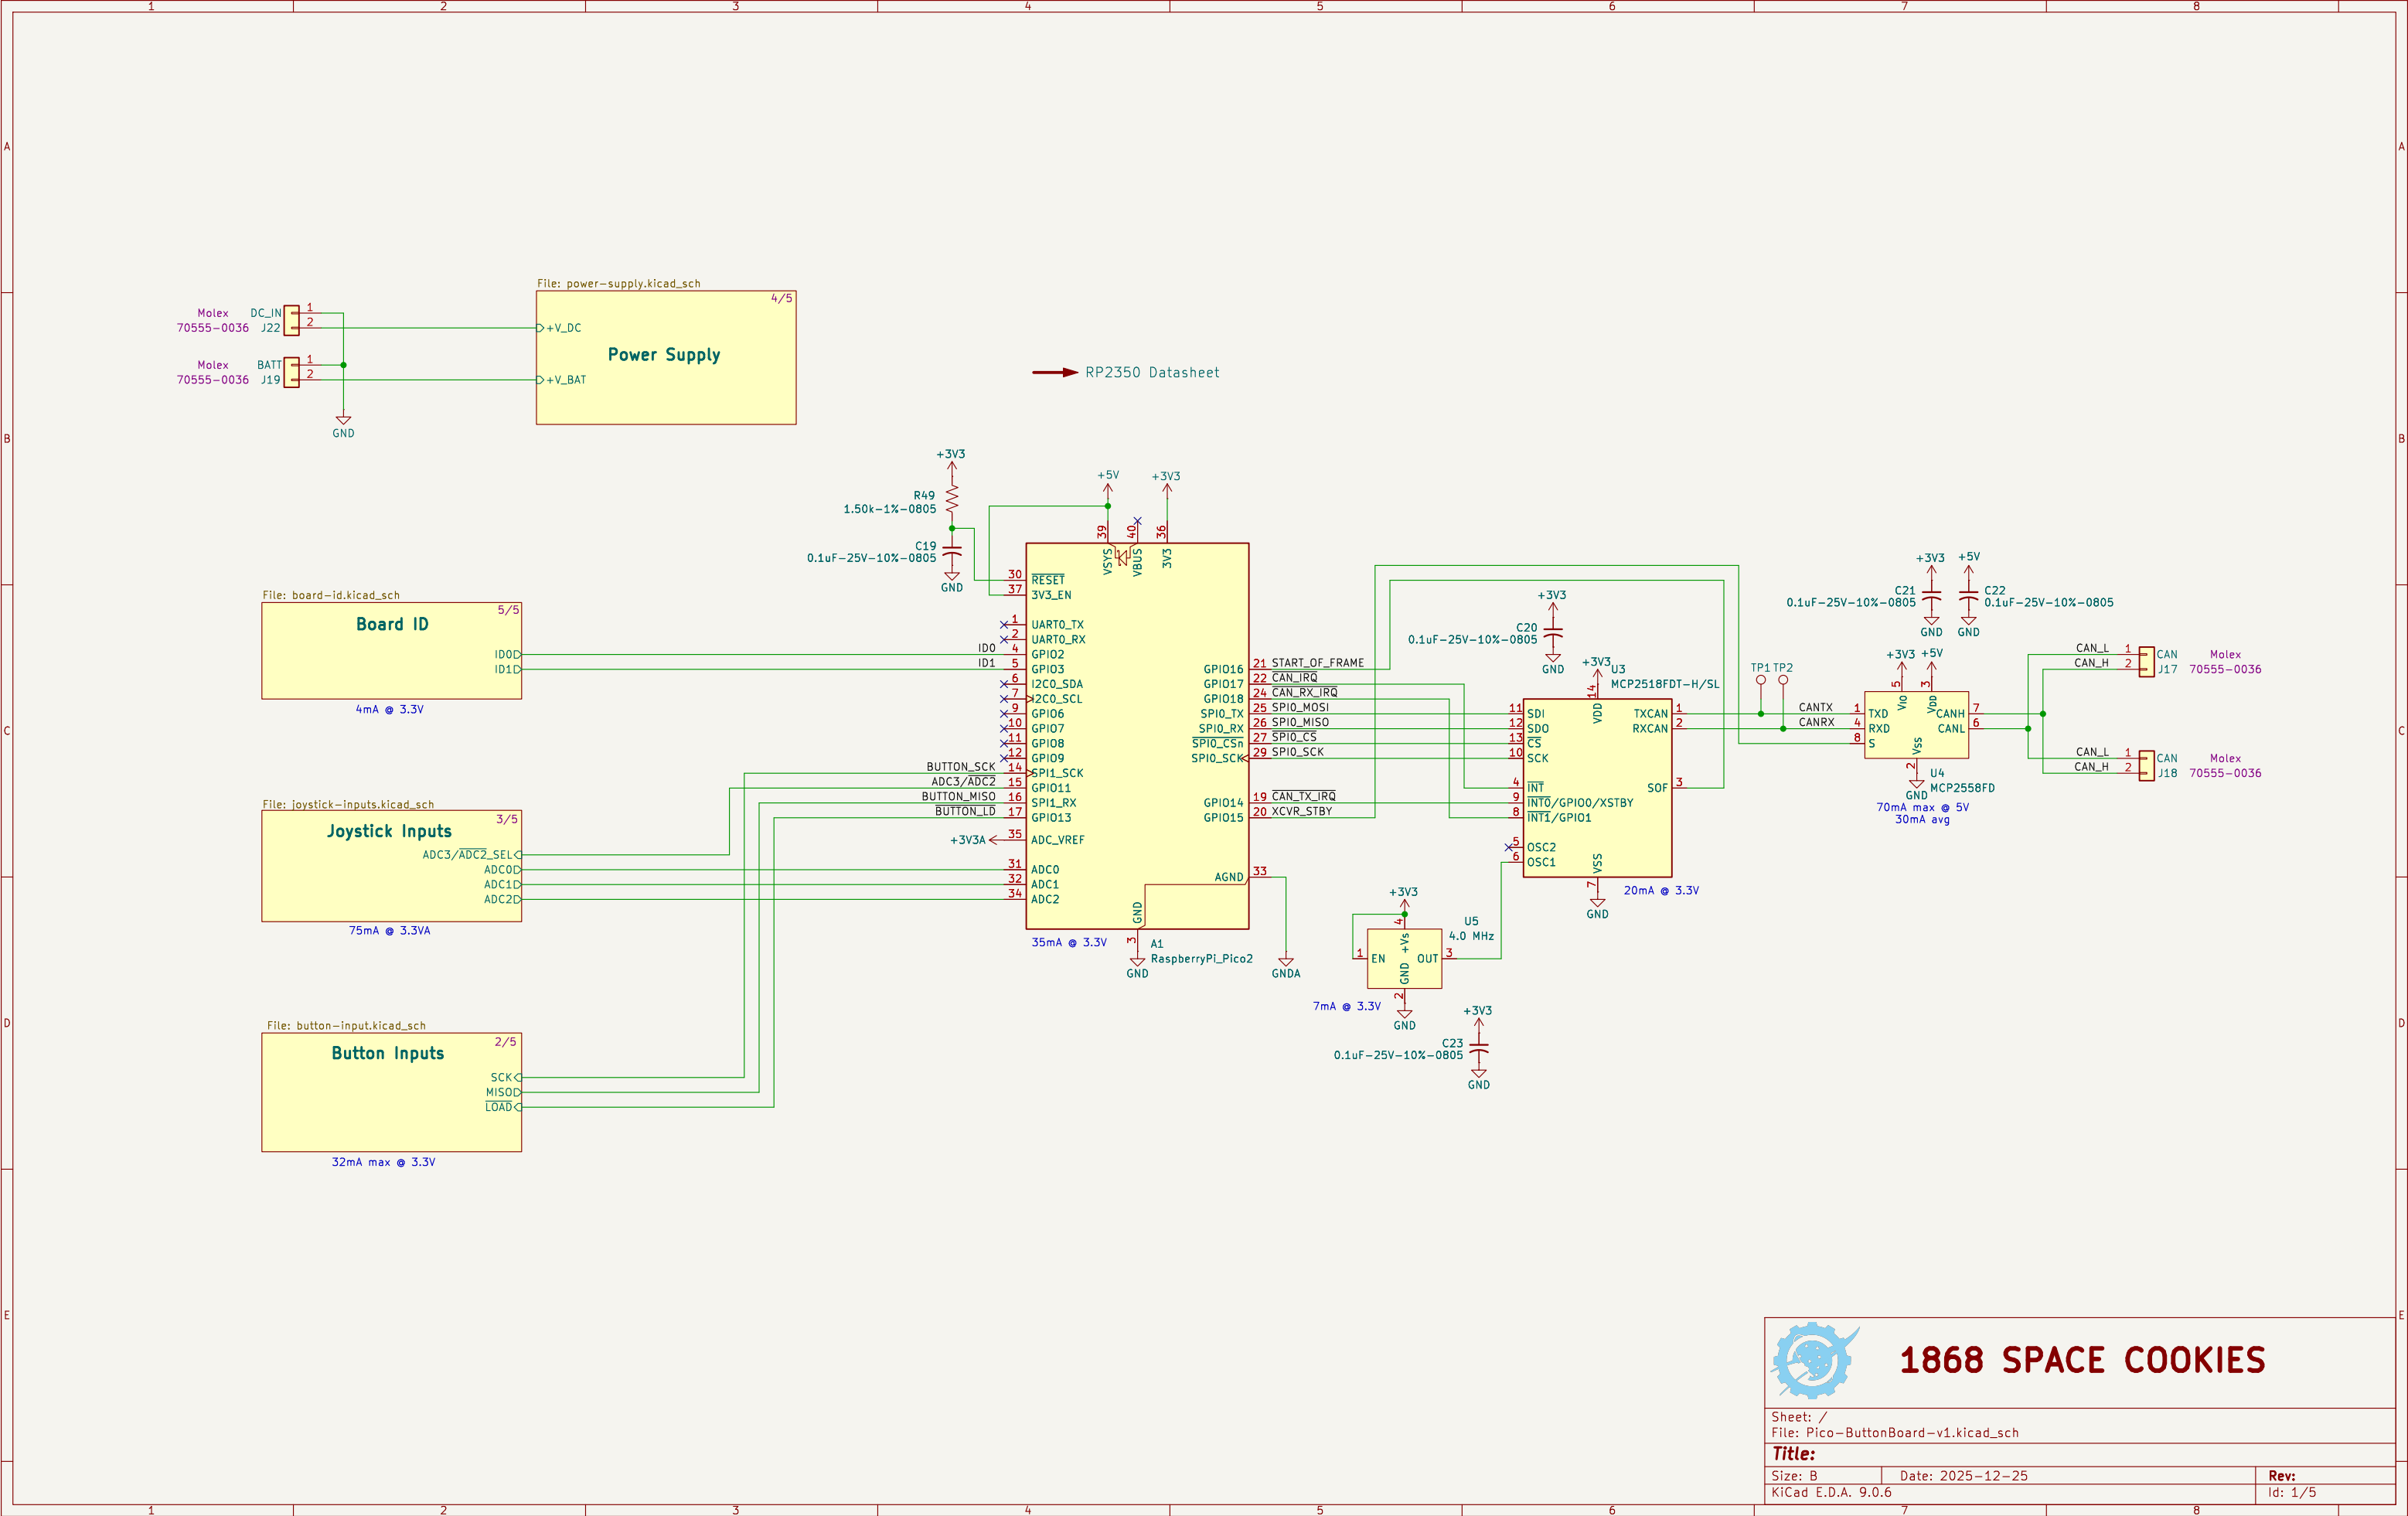 1 2 3 4 5 6 7 8
A A
B B
C C
D D
E E
File: power-supply.kicad_sch
4/5
Power Supply
+V_DC
+V_BAT
Molex DC_IN 1
70555-0036 J22 2
Molex BATT 1
70555-0036 J19 2
GND
RP2350 Datasheet
File: board-id.kicad_sch
5/5
Board ID
ID0
ID1
4mA @ 3.3V
File: joystick-inputs.kicad_sch
3/5
Joystick Inputs
ADC3/ADC2_SEL
ADC0
ADC1
ADC2
75mA @ 3.3VA
File: button-input.kicad_sch
2/5
Button Inputs
SCK
MISO
LOAD
32mA max @ 3.3V
+3V3
R49
1.50k-1%-0805
C19
0.1uF-25V-10%-0805
GND
+5V
+3V3
39 40 36
VSYS VBUS 3V3
30 RESET
37 3V3_EN
1 UART0_TX
2 UART0_RX
ID0 4 GPIO2
ID1 5 GPIO3
6 I2C0_SDA
7 I2C0_SCL
9 GPIO6
10 GPIO7
11 GPIO8
12 GPIO9
BUTTON_SCK 14 SPI1_SCK
ADC3/ADC2 15 GPIO11
BUTTON_MISO 16 SPI1_RX
BUTTON_LD 17 GPIO13
+3V3A 35 ADC_VREF
31 ADC0
32 ADC1
34 ADC2
GPIO16 21 START_OF_FRAME
GPIO17 22 CAN_IRQ
GPIO18 24 CAN_RX_IRQ
SPI0_TX 25 SPI0_MOSI
SPI0_RX 26 SPI0_MISO
SPI0_CSn 27 SPI0_CS
SPI0_SCK 29 SPI0_SCK
GPIO14 19 CAN_TX_IRQ
GPIO15 20 XCVR_STBY
AGND 33
GNDA
GND
3
GND
35mA @ 3.3V
A1
RaspberryPi_Pico2
+3V3
C20
0.1uF-25V-10%-0805
GND
+3V3 U3
MCP2518FDT-H/SL
14
VDD
11 SDI
12 SDO
13 CS
10 SCK
4 INT
9 INT0/GPIO0/XSTBY
8 INT1/GPIO1
5 OSC2
6 OSC1
TXCAN 1
RXCAN 2
SOF 3
VSS
7
GND
20mA @ 3.3V
+3V3
U5
4.0 MHz
4
+Vs
1 EN
OUT 3
GND
2
GND
7mA @ 3.3V
+3V3
C23
0.1uF-25V-10%-0805
GND
TP1 TP2
CANTX
CANRX
+3V3 +5V
C21 C22
0.1uF-25V-10%-0805 0.1uF-25V-10%-0805
GND GND
+3V3 +5V
5 3
VIO VDD
1 TXD
4 RXD
8 S
CANH 7
CANL 6
VSS
2
GND
U4
MCP2558FD
70mA max @ 5V
30mA avg
CAN_L 1 CAN Molex
CAN_H 2 J17 70555-0036
CAN_L 1 CAN Molex
CAN_H 2 J18 70555-0036
1868 SPACE COOKIES
Sheet: /
File: Pico-ButtonBoard-v1.kicad_sch
Title:
Size: B Date: 2025-12-25 Rev:
KiCad E.D.A. 9.0.6 Id: 1/5
1 2 3 4 5 6 7 8